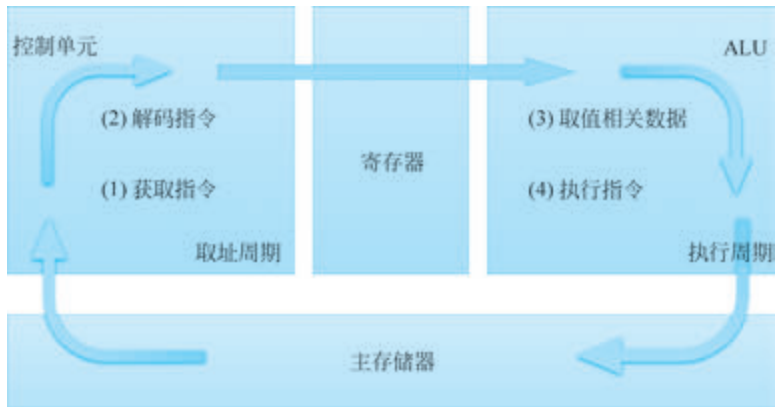 控制单元
(2) 解码指令
(1) 获取指令
取址周期
寄存器
ALU
(3) 取值相关数据
(4) 执行指令
执行周期
主存储器